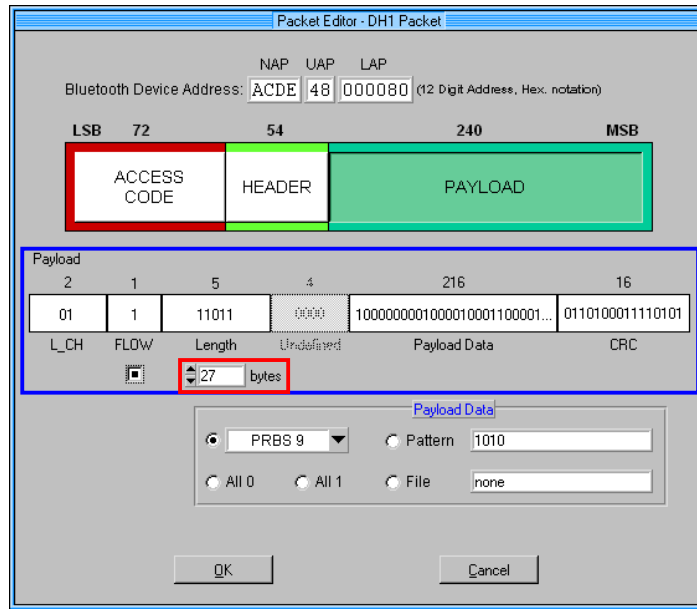 Packet Editor - DH1 Packet
NAP UAP LAP
Bluetooth Device Address: ACDE 48 000080 (12 Digit Address, Hex. notation)
LSB 72 54 240 MSB
ACCESS CODE HEADER PAYLOAD
Payload
2 1 5 4 216 16
01 1 11011 0000 1000000001000010001100001... 0110100011110101
L_CH FLOW Length Undefined Payload Data CRC
27 bytes
Payload Data
PRBS 9 Pattern 1010
All 0 All 1 File none
OK Cancel